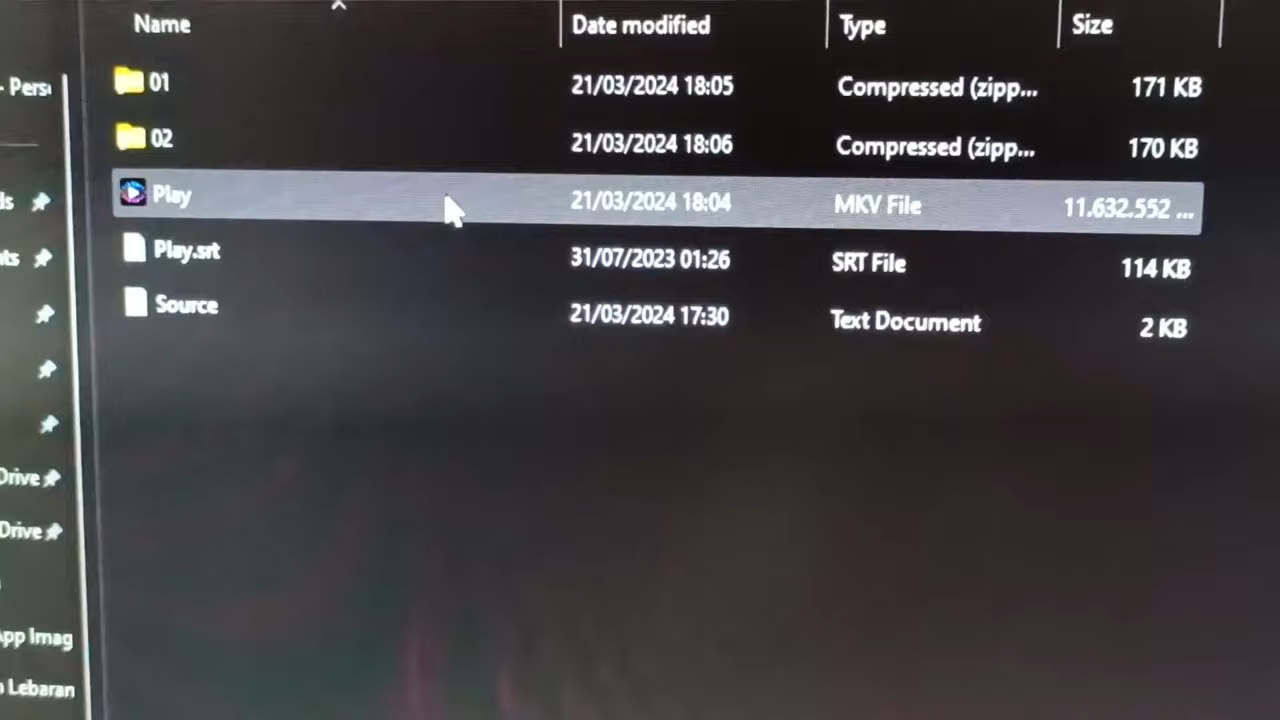 Name Date modified Type Size
01 21/03/2024 18:05 Compressed (zipp... 171 KB
02 21/03/2024 18:06 Compressed (zipp... 170 KB
Play 21/03/2024 18:04 MKV File 11.632.552 ...
Play.srt 31/07/2023 01:26 SRT File 114 KB
Source 21/03/2024 17:30 Text Document 2 KB
- Pers
ds
nts
Drive
Drive
App Imag
Lebaran